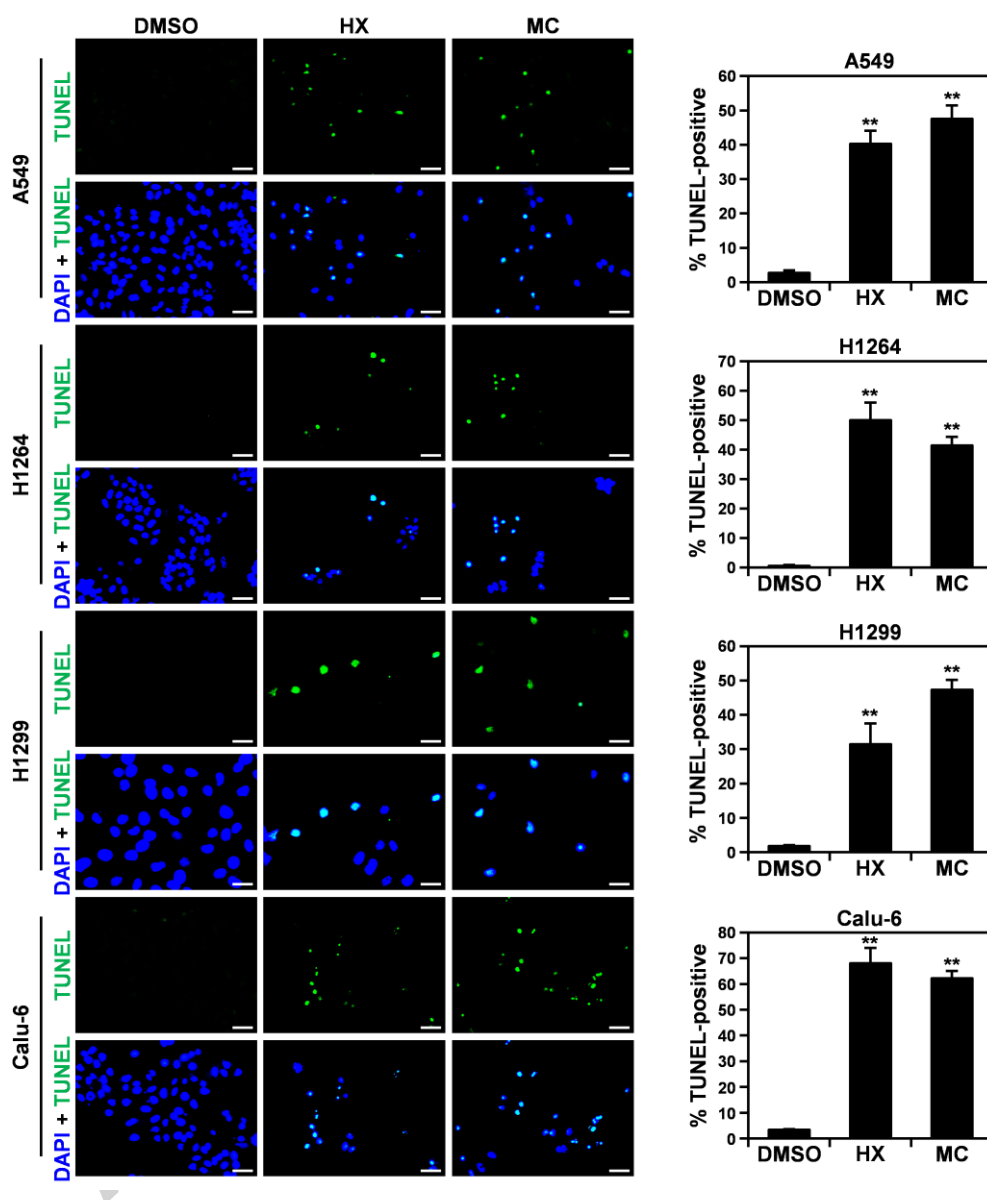 DMSO HX MC
A549
TUNEL
DAPI + TUNEL
H1264
TUNEL
DAPI + TUNEL
H1299
TUNEL
DAPI + TUNEL
Calu-6
TUNEL
DAPI + TUNEL
A549
% TUNEL-positive
60
50
40
30
20
10
0
**
**
DMSO HX MC
H1264
% TUNEL-positive
70
60
50
40
30
20
10
0
**
**
DMSO HX MC
H1299
% TUNEL-positive
60
50
40
30
20
10
0
**
**
DMSO HX MC
Calu-6
% TUNEL-positive
80
70
60
50
40
30
20
10
0
**
**
DMSO HX MC